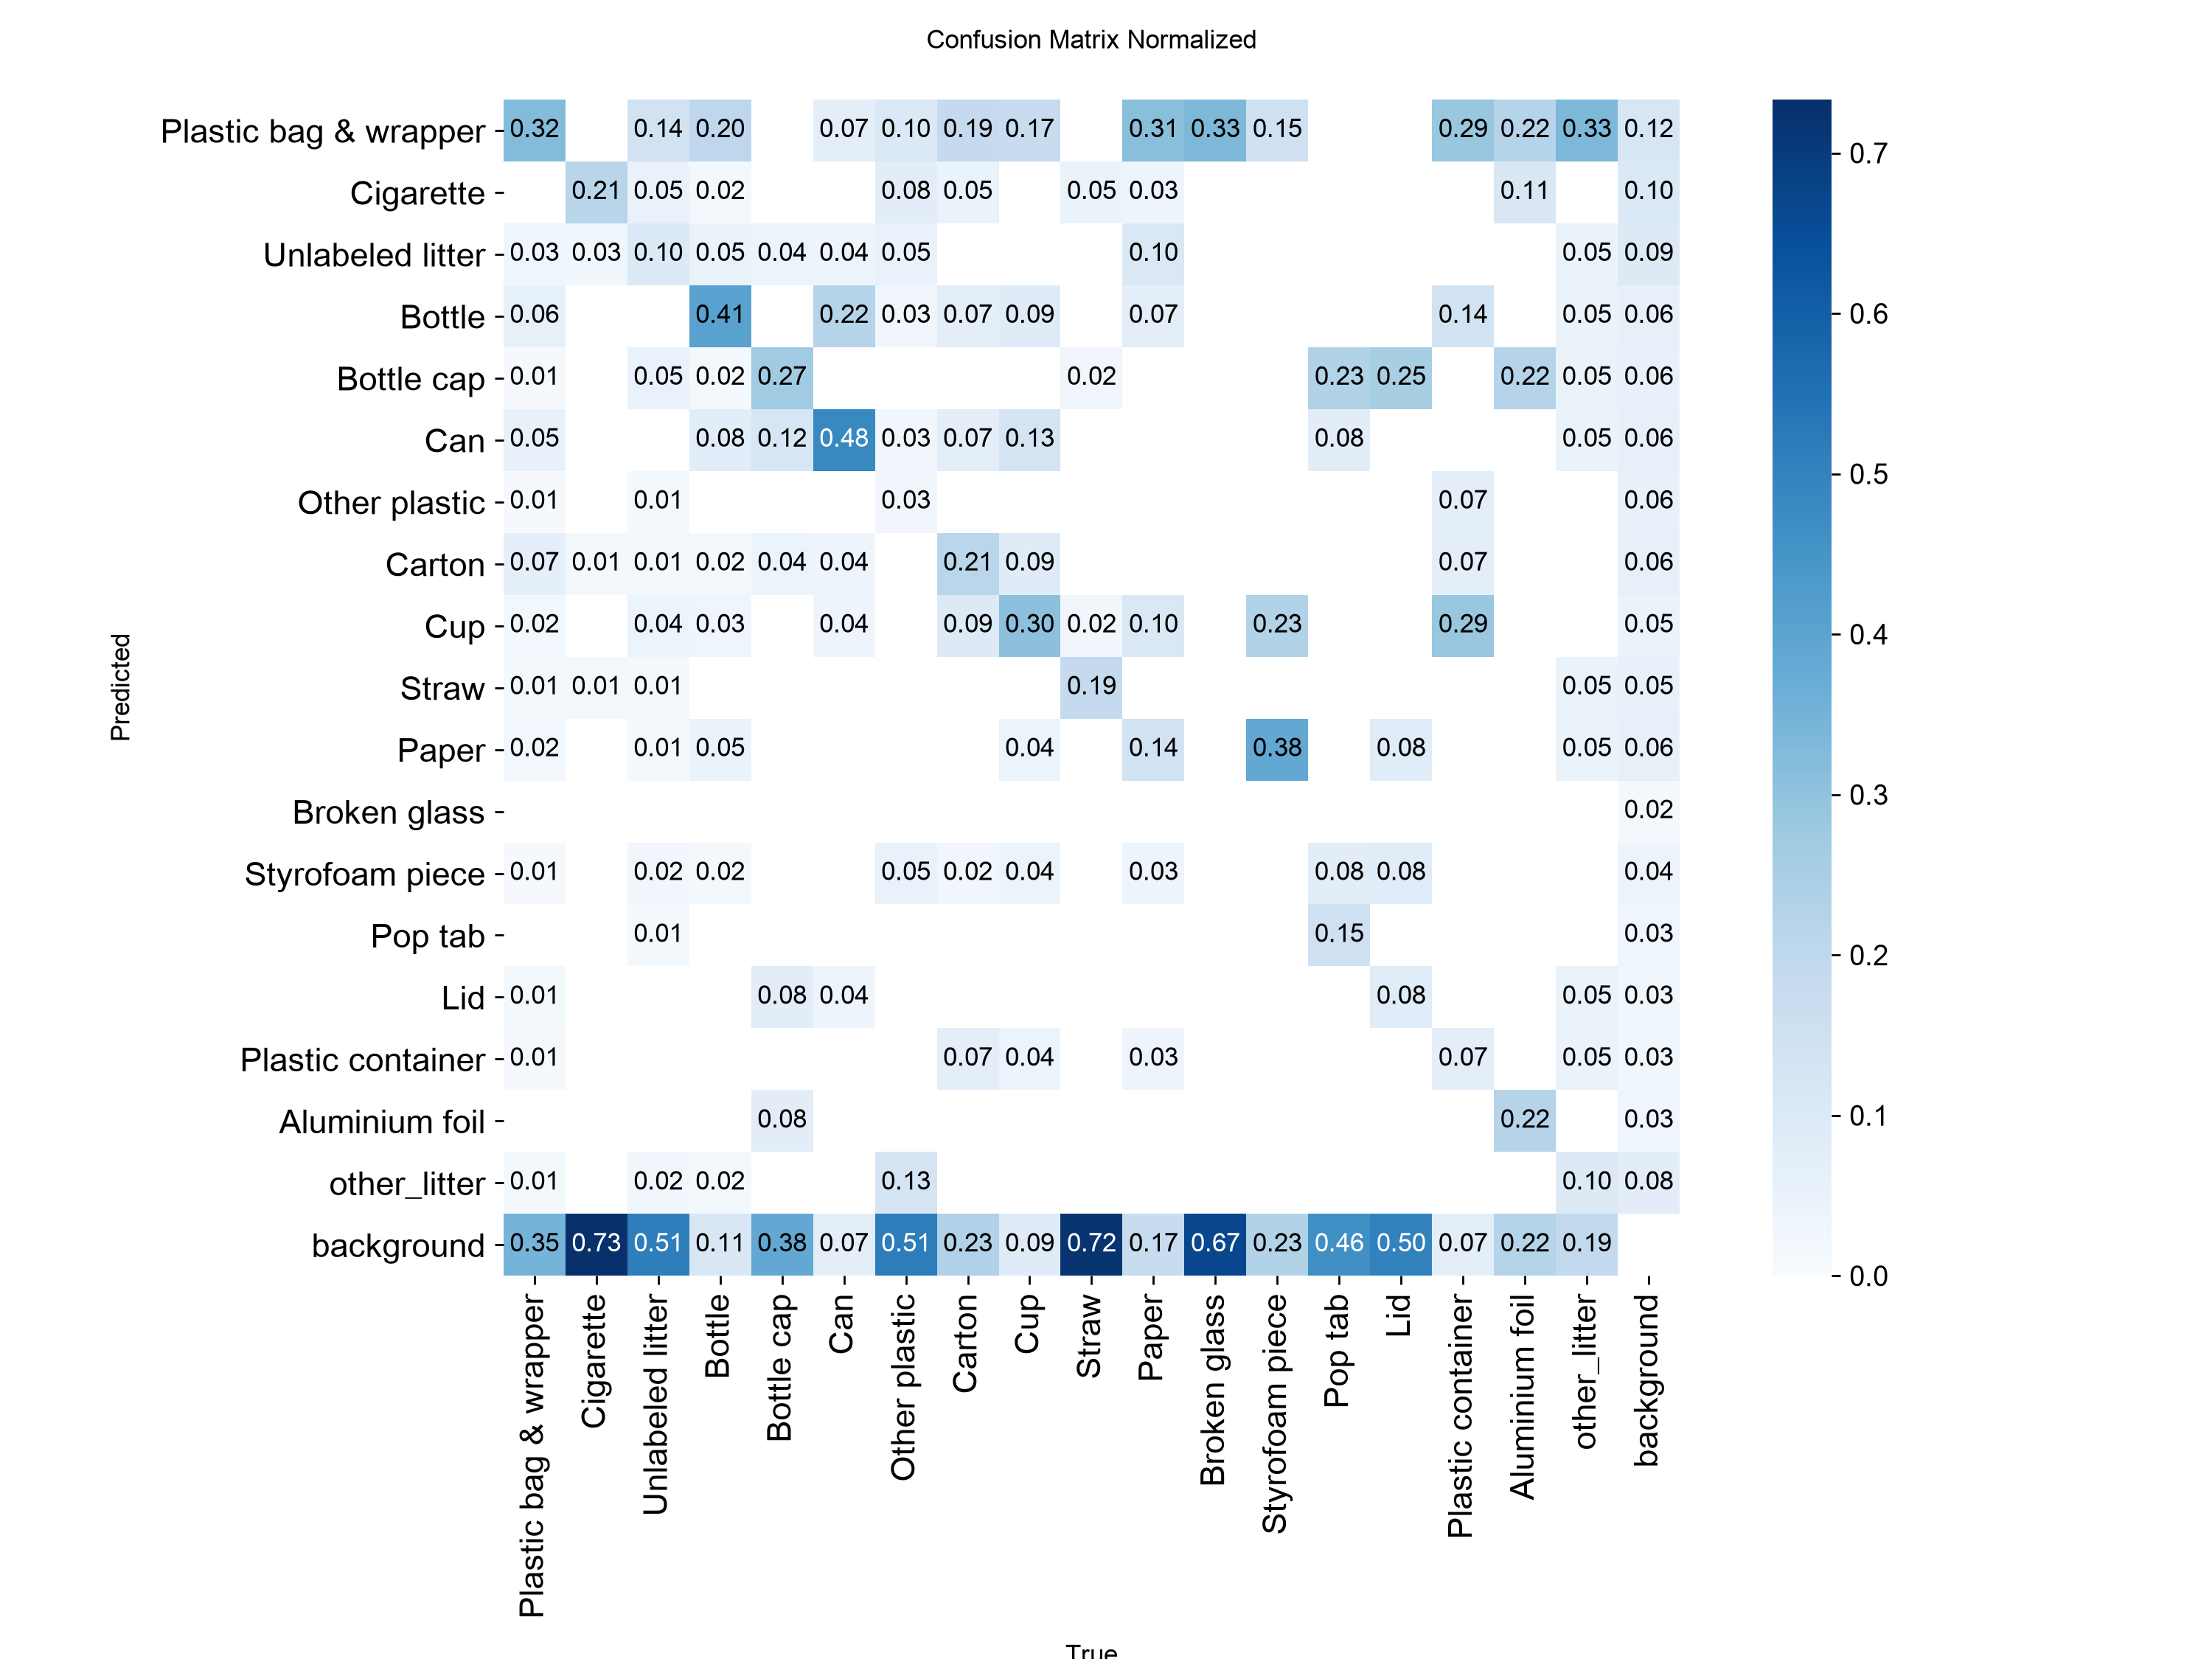 Confusion Matrix Normalized
Plastic bag & wrapper 0.32 0.14 0.20 0.07 0.10 0.19 0.17 0.31 0.33 0.15 0.29 0.22 0.33 0.12
Cigarette 0.21 0.05 0.02 0.08 0.05 0.05 0.03 0.11 0.10
Unlabeled litter 0.03 0.03 0.10 0.05 0.04 0.04 0.05 0.10 0.05 0.09
Bottle 0.06 0.41 0.22 0.03 0.07 0.09 0.07 0.14 0.05 0.06
Bottle cap 0.01 0.05 0.02 0.27 0.02 0.23 0.25 0.22 0.05 0.06
Can 0.05 0.08 0.12 0.48 0.03 0.07 0.13 0.08 0.05 0.06
Other plastic 0.01 0.01 0.03 0.07 0.06
Carton 0.07 0.01 0.01 0.02 0.04 0.04 0.21 0.09 0.07 0.06
Cup 0.02 0.04 0.03 0.04 0.09 0.30 0.02 0.10 0.23 0.29 0.05
Straw 0.01 0.01 0.01 0.19 0.05 0.05
Paper 0.02 0.01 0.05 0.04 0.14 0.38 0.08 0.05 0.06
Broken glass 0.02
Styrofoam piece 0.01 0.02 0.02 0.05 0.02 0.04 0.03 0.08 0.08 0.04
Pop tab 0.01 0.15 0.03
Lid 0.01 0.08 0.04 0.08 0.05 0.03
Plastic container 0.01 0.07 0.04 0.03 0.07 0.05 0.03
Aluminium foil 0.08 0.22 0.03
other_litter 0.01 0.02 0.02 0.13 0.10 0.08
background 0.35 0.73 0.51 0.11 0.38 0.07 0.51 0.23 0.09 0.72 0.17 0.67 0.23 0.46 0.50 0.07 0.22 0.19
Predicted
Plastic bag & wrapper
Cigarette
Unlabeled litter
Bottle
Bottle cap
Can
Other plastic
Carton
Cup
Straw
Paper
Broken glass
Styrofoam piece
Pop tab
Lid
Plastic container
Aluminium foil
other_litter
background
True
0.7
0.6
0.5
0.4
0.3
0.2
0.1
0.0